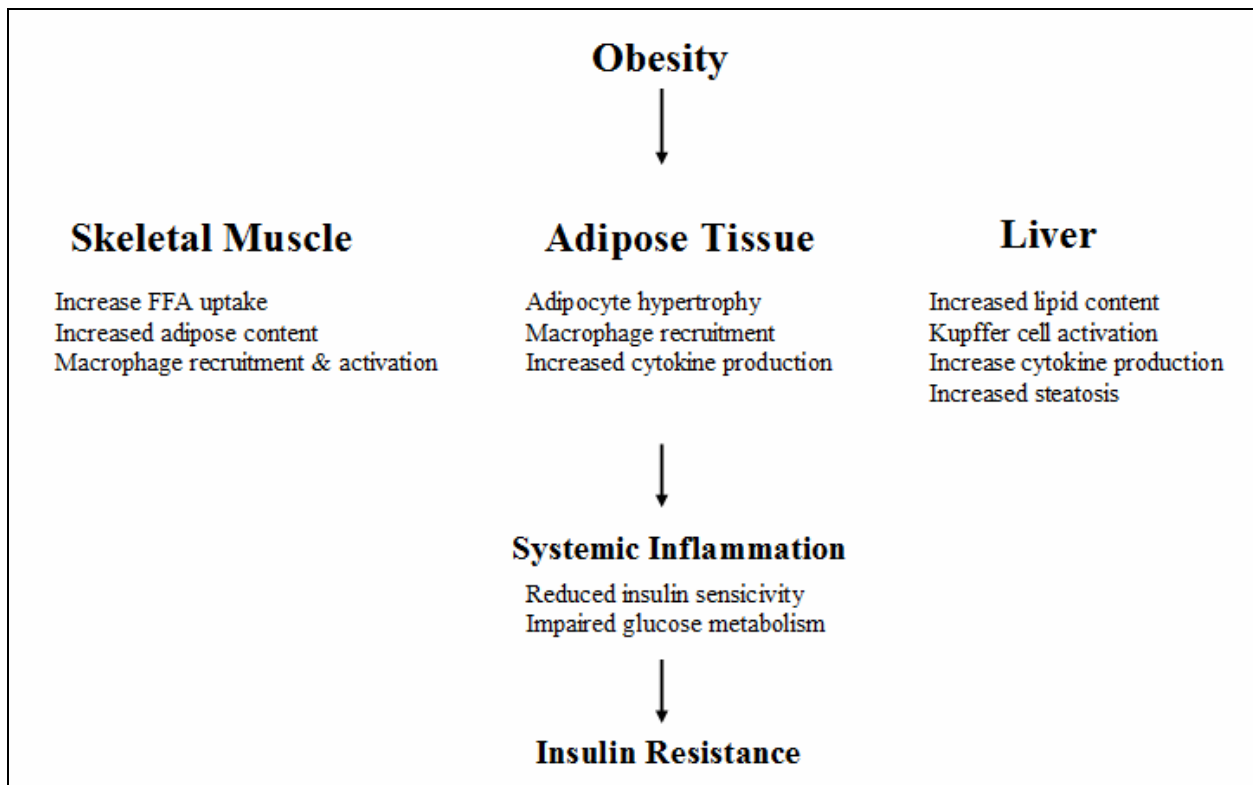 Obesity
Skeletal Muscle
Increase FFA uptake
Increased adipose content
Macrophage recruitment & activation
Adipose Tissue
Adipocyte hypertrophy
Macrophage recruitment
Increased cytokine production
Liver
Increased lipid content
Kupffer cell activation
Increase cytokine production
Increased steatosis
Systemic Inflammation
Reduced insulin sensicivity
Impaired glucose metabolism
Insulin Resistance